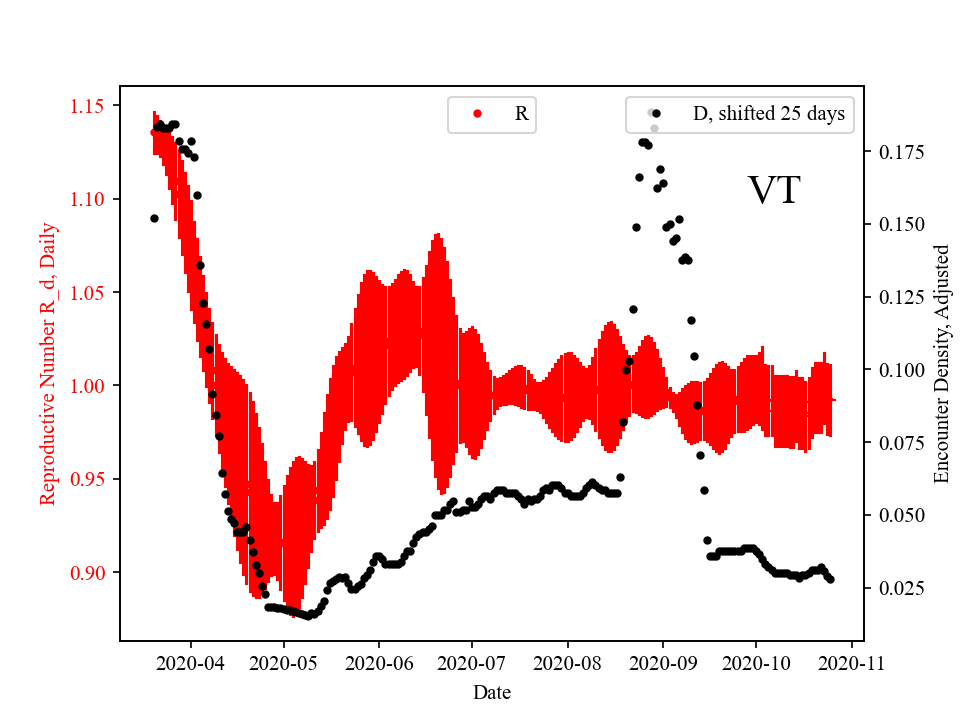 R
D, shifted 25 days
VT
Reproductive Number R_d, Daily
1.15
1.10
1.05
1.00
0.95
0.90
0.175
0.150
0.125
0.100
0.075
0.050
0.025
Encounter Density, Adjusted
2020-04 2020-05 2020-06 2020-07 2020-08 2020-09 2020-10 2020-11
Date